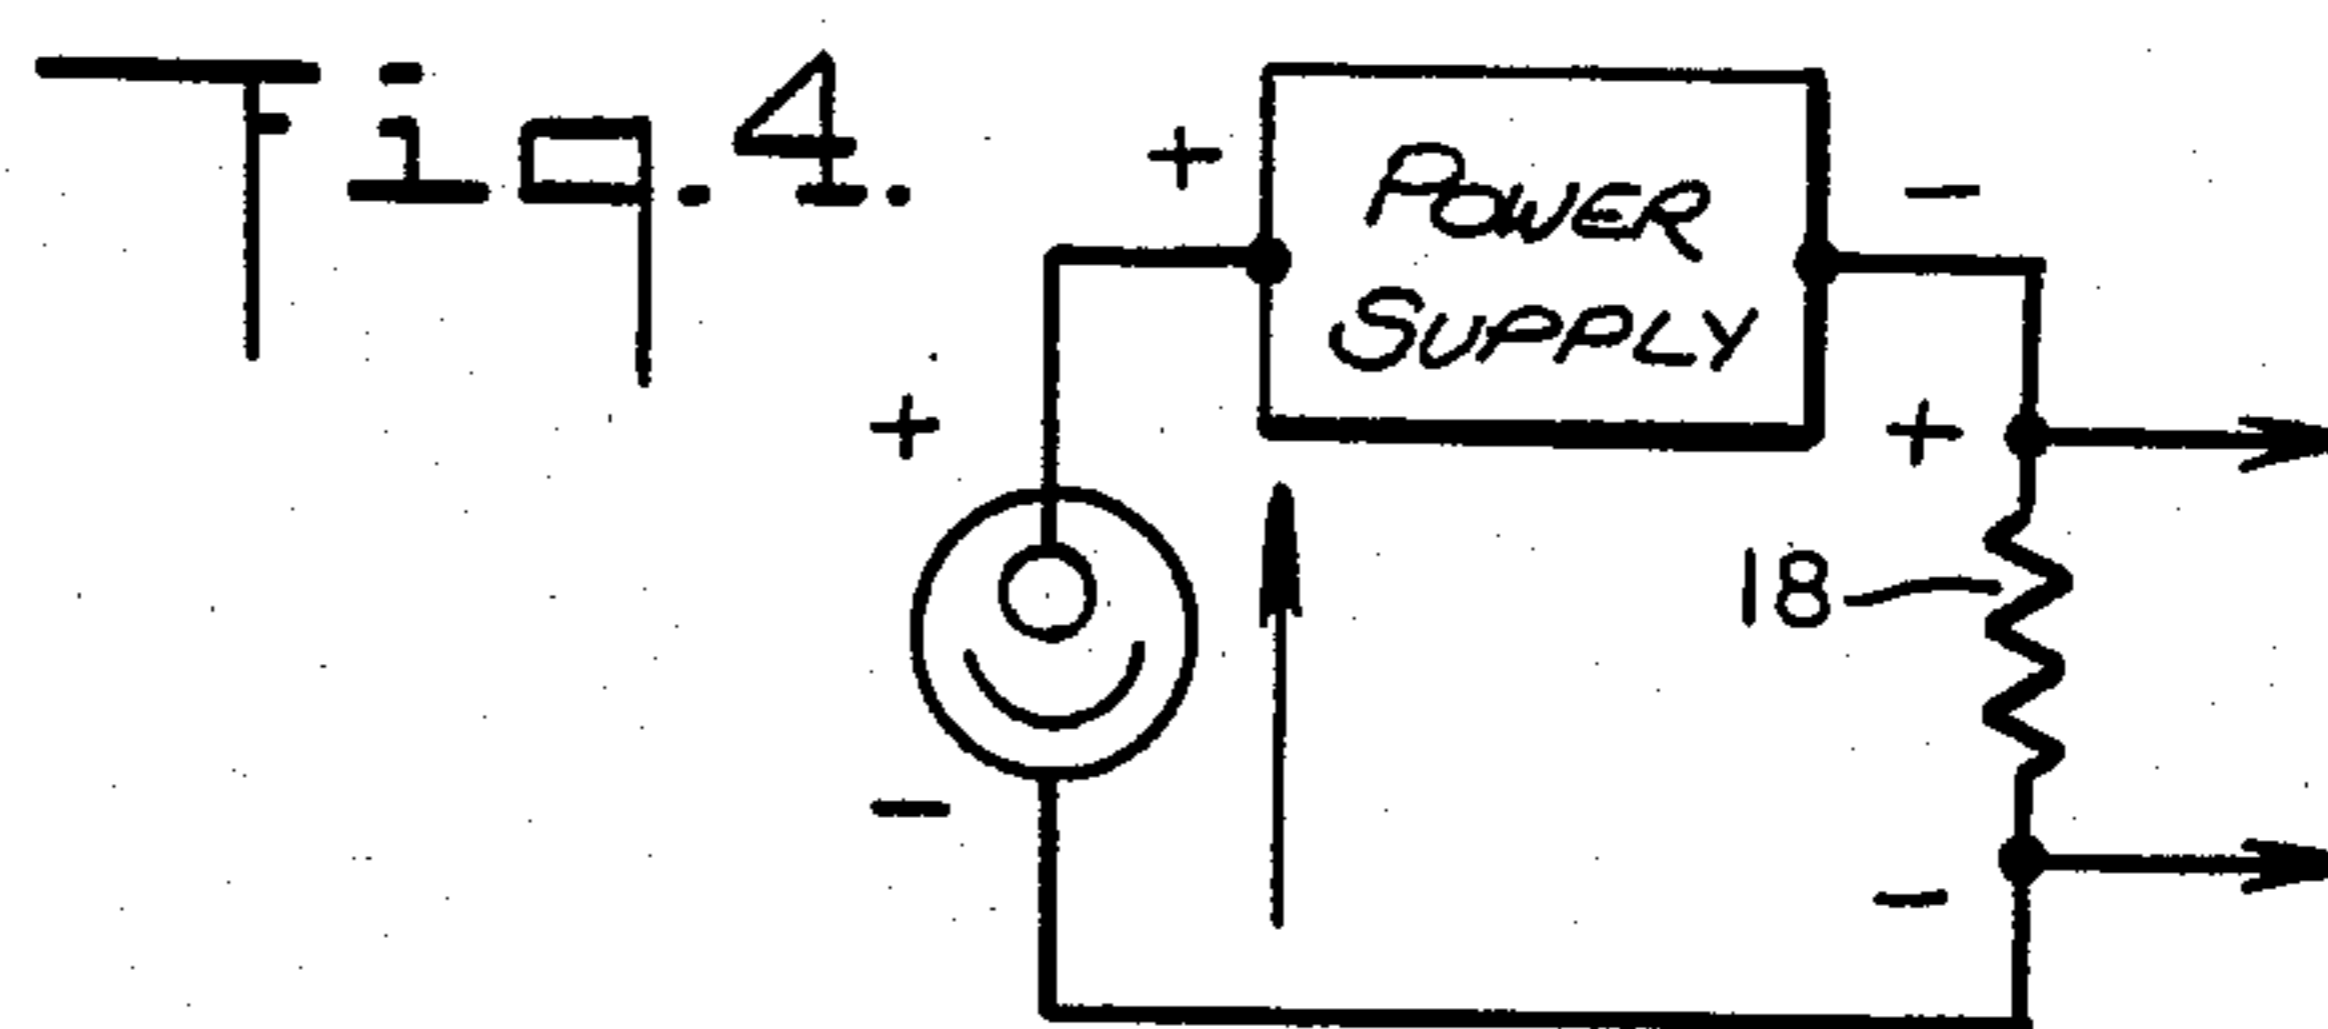 Fig. 4.
+
POWER
SUPPLY
-
+
+
18
-
-